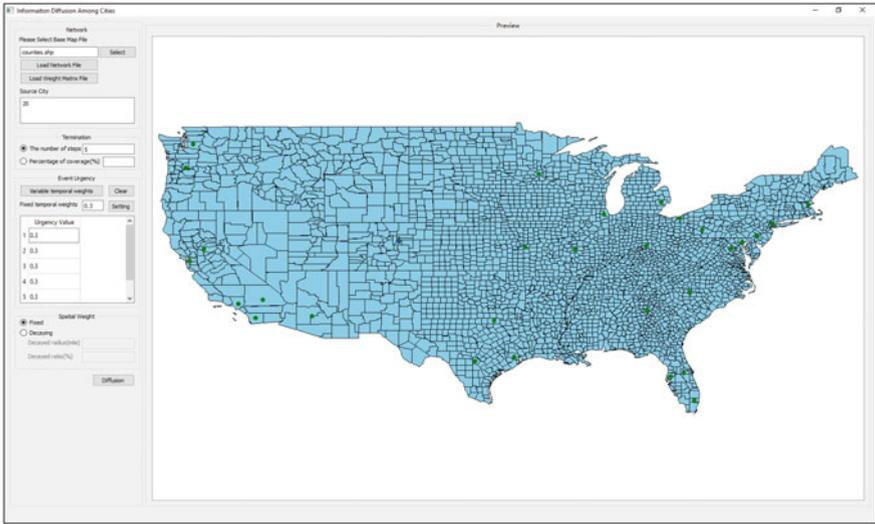 Information Diffusion Among Cities
Preview
Network
Please Select Base Map File
counties.shp Select
Load Network File
Load Weight Matrix File
Source City
20
Termination
The number of steps 5
Percentage of coverage(%)
Event Urgency
Variable temporal weights Clear
Fixed temporal weights 0.3 Setting
Urgency Value
1 0.3
2 0.3
3 0.3
4 0.3
5 0.3
Spatial Weight
Fixed
Decaying
Decayed radius(mile)
Decayed ratio(%)
Diffusion